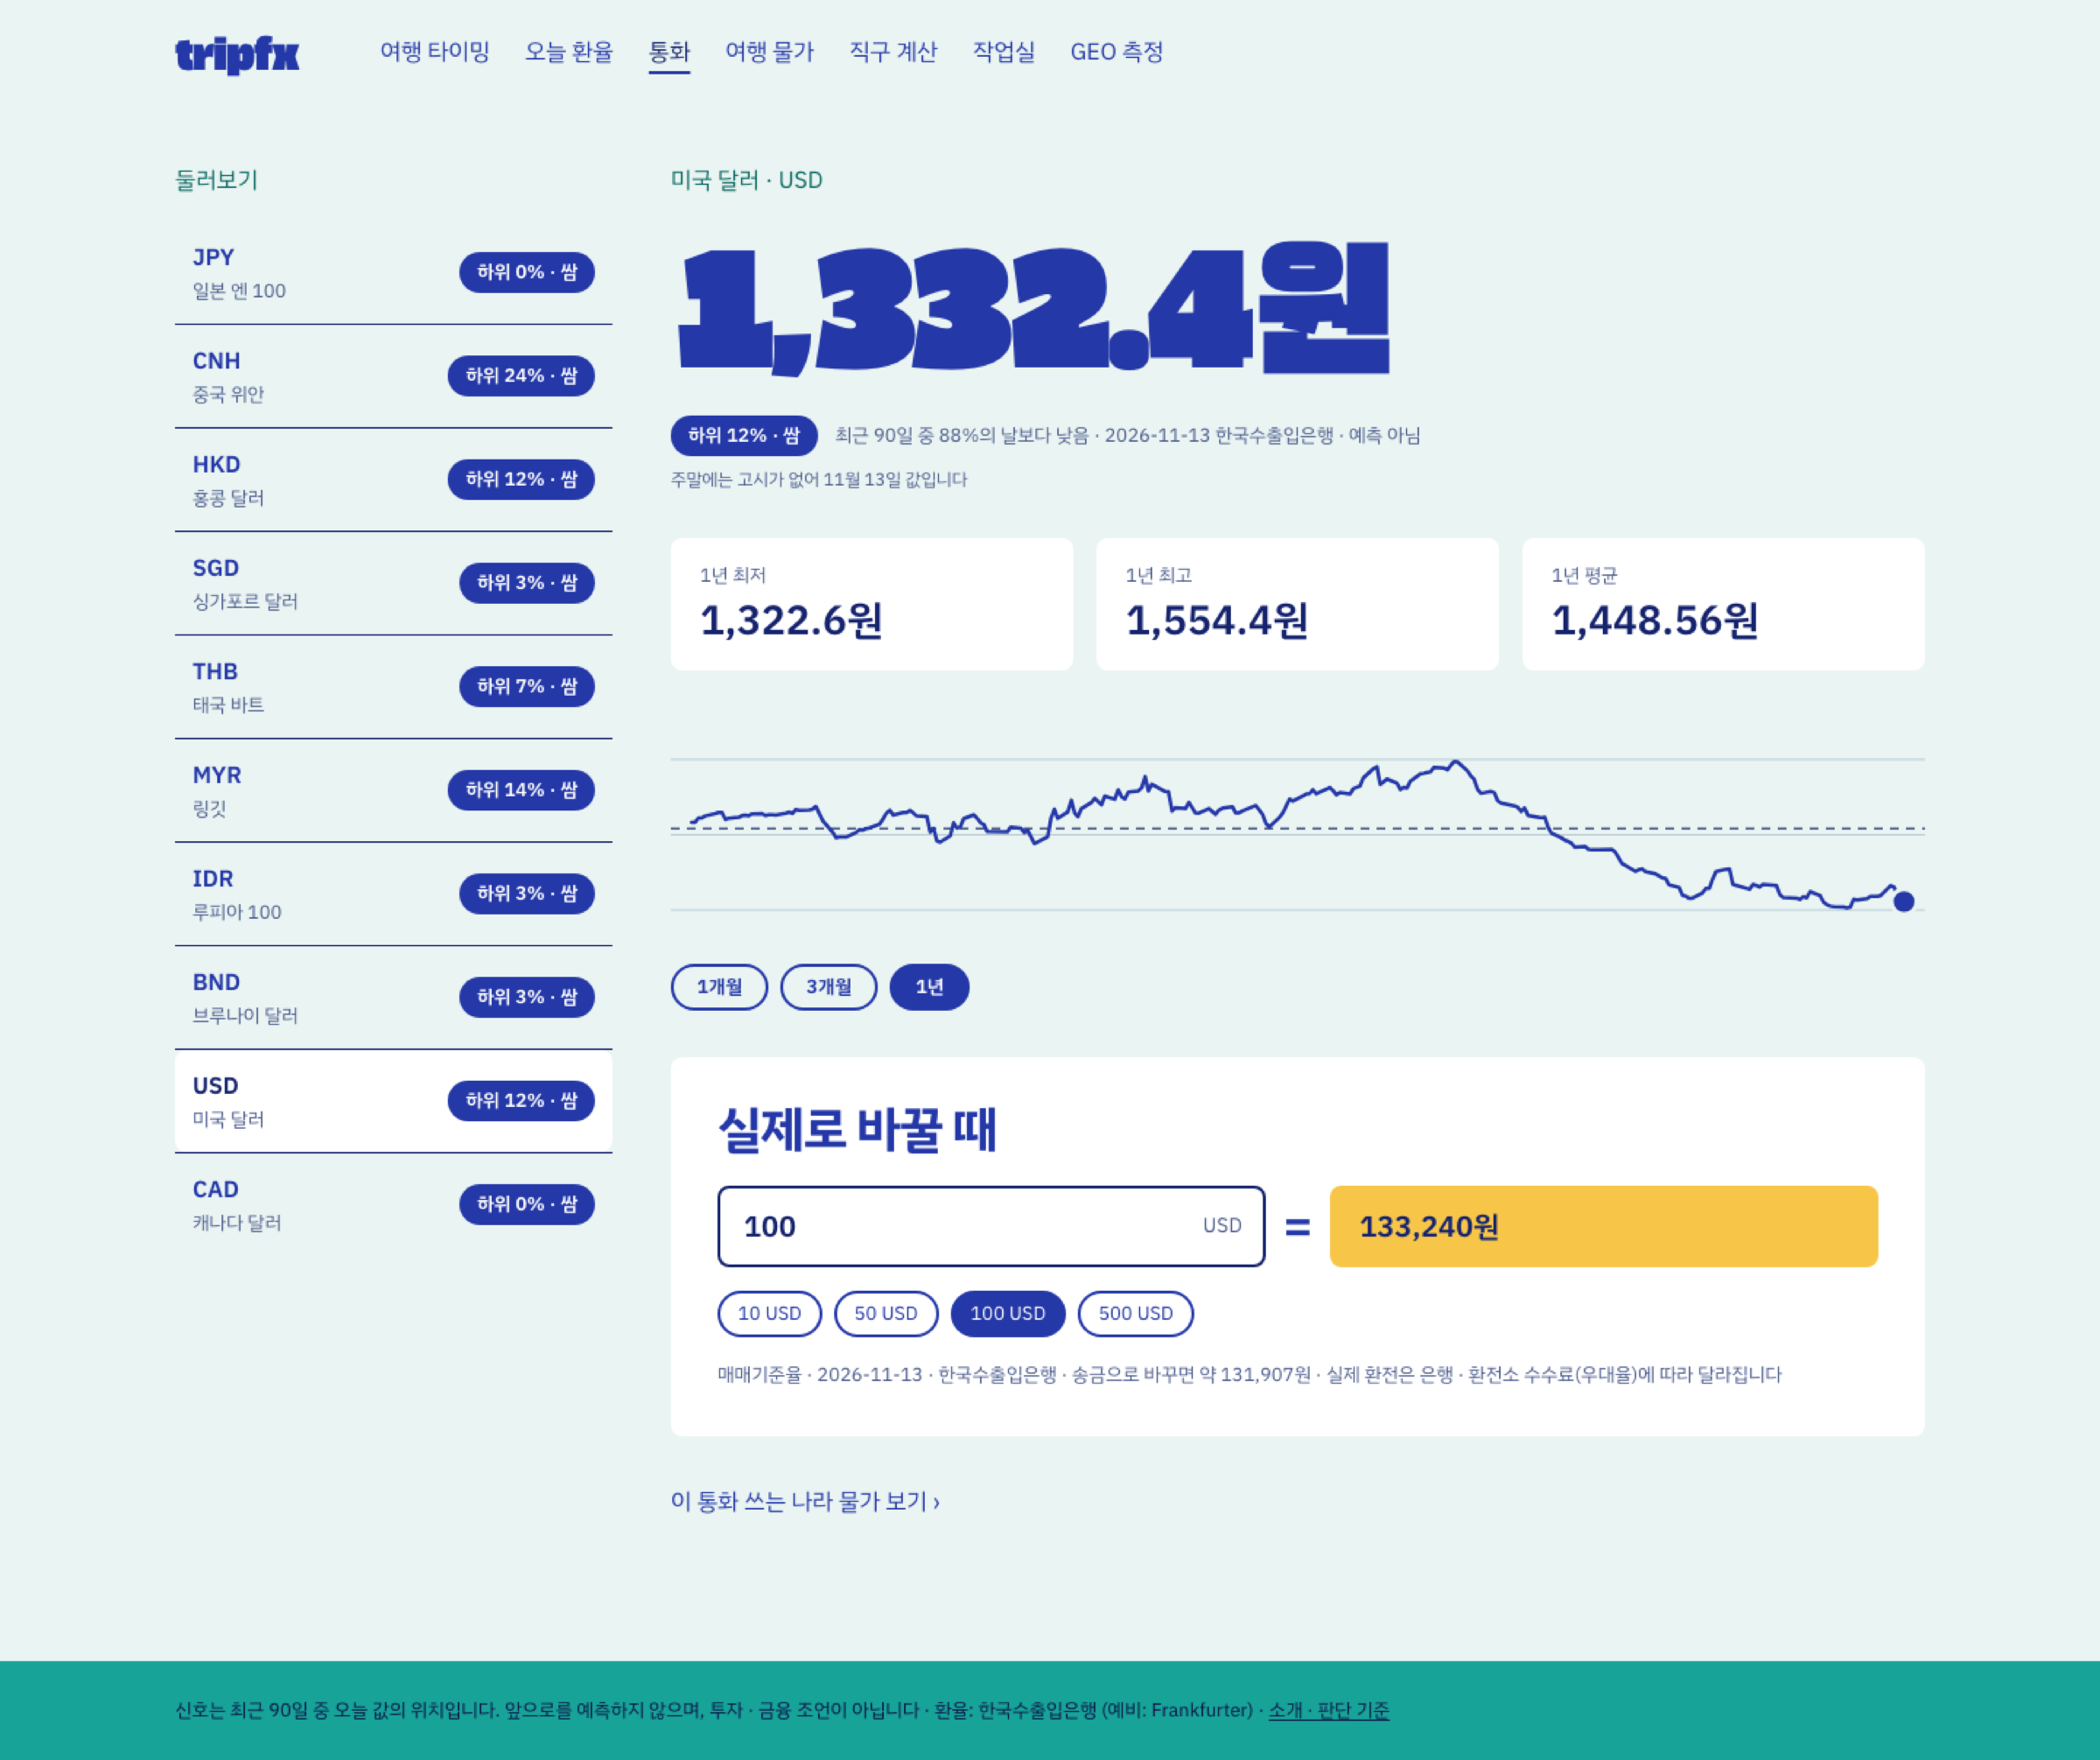 tripfx
여행 타이밍 오늘 환율 통화 여행 물가 직구 계산 작업실 GEO 측정
둘러보기
JPY
일본 엔 100
하위 0% · 쌈
CNH
중국 위안
하위 24% · 쌈
HKD
홍콩 달러
하위 12% · 쌈
SGD
싱가포르 달러
하위 3% · 쌈
THB
태국 바트
하위 7% · 쌈
MYR
링깃
하위 14% · 쌈
IDR
루피아 100
하위 3% · 쌈
BND
브루나이 달러
하위 3% · 쌈
USD
미국 달러
하위 12% · 쌈
CAD
캐나다 달러
하위 0% · 쌈
미국 달러 · USD
1,332.4원
하위 12% · 쌈 최근 90일 중 88%의 날보다 낮음 · 2026-11-13 한국수출입은행 · 예측 아님
주말에는 고시가 없어 11월 13일 값입니다
1년 최저
1,322.6원
1년 최고
1,554.4원
1년 평균
1,448.56원
1개월 3개월 1년
실제로 바꿀 때
100 USD = 133,240원
10 USD 50 USD 100 USD 500 USD
매매기준율 · 2026-11-13 · 한국수출입은행 · 송금으로 바꾸면 약 131,907원 · 실제 환전은 은행 · 환전소 수수료(우대율)에 따라 달라집니다
이 통화 쓰는 나라 물가 보기 ›
신호는 최근 90일 중 오늘 값의 위치입니다. 앞으로를 예측하지 않으며, 투자 · 금융 조언이 아닙니다 · 환율: 한국수출입은행 (예비: Frankfurter) · 소개 · 판단 기준